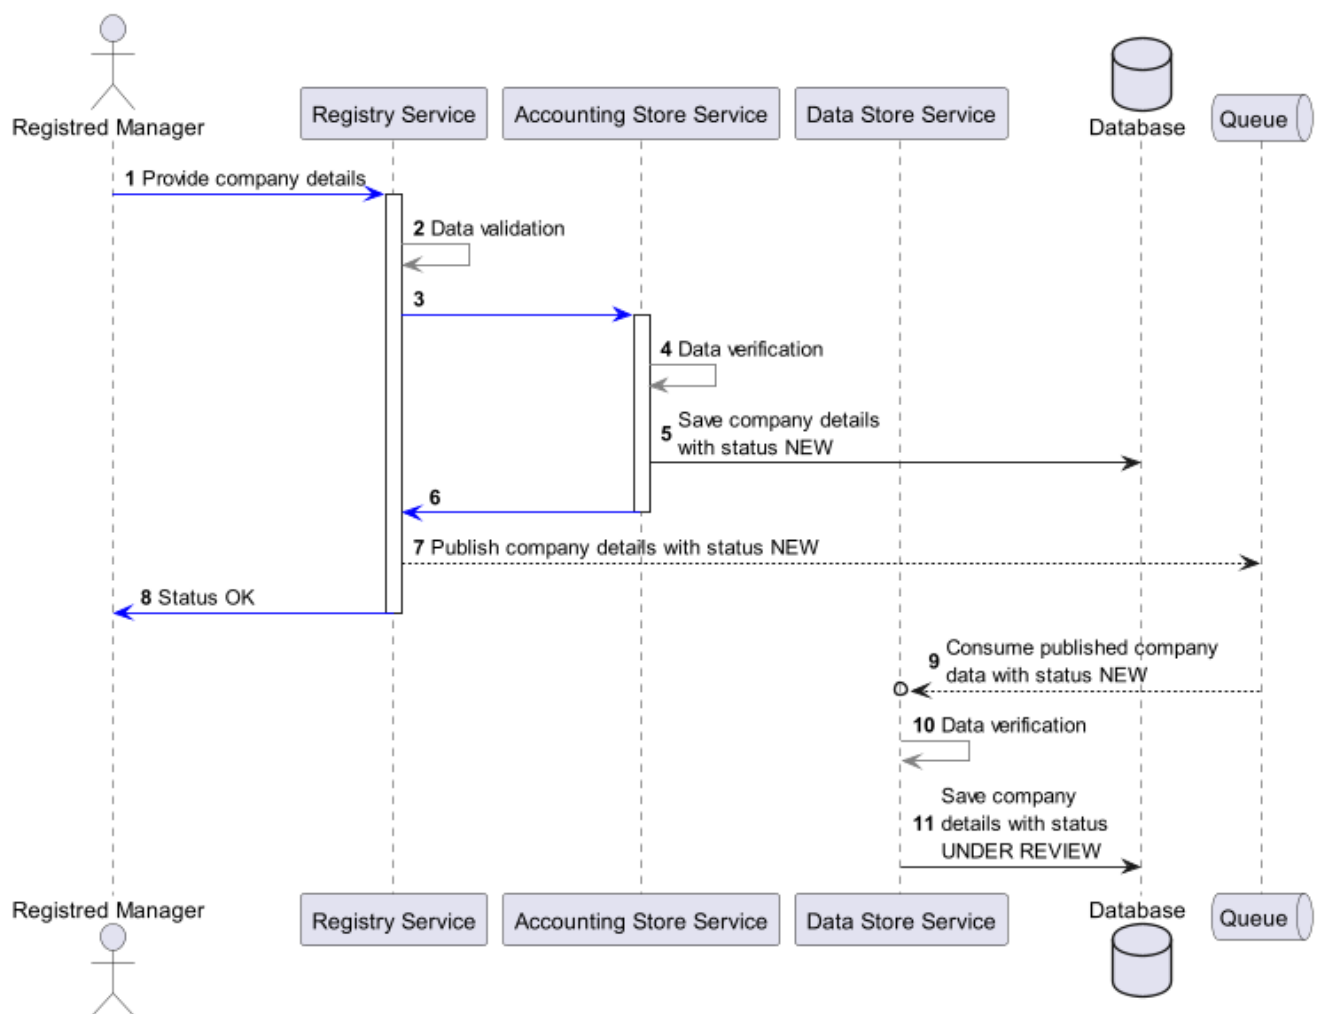 Registred Manager
Registry Service
Accounting Store Service
Data Store Service
Database
Queue
1 Provide company details
2 Data validation
3
4 Data verification
5 Save company details
with status NEW
6
7 Publish company details with status NEW
8 Status OK
9 Consume published company
data with status NEW
10 Data verification
Save company
11 details with status
UNDER REVIEW
Registred Manager
Registry Service
Accounting Store Service
Data Store Service
Database
Queue